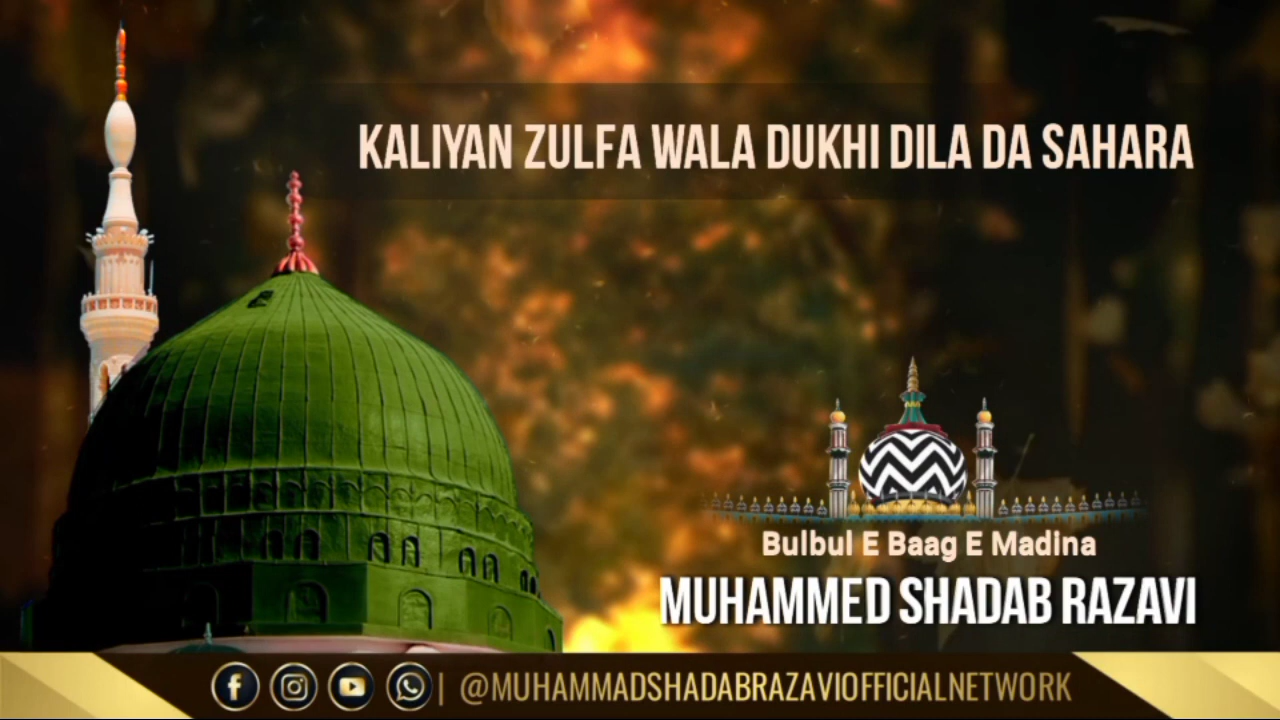 KALIYAN ZULFA WALA DUKHI DILA DA SAHARA
Bulbul E Baag E Madina
MUHAMMED SHADAB RAZAVI
| @MUHAMMADSHADABRAZAVIOFFICIALNETWORK